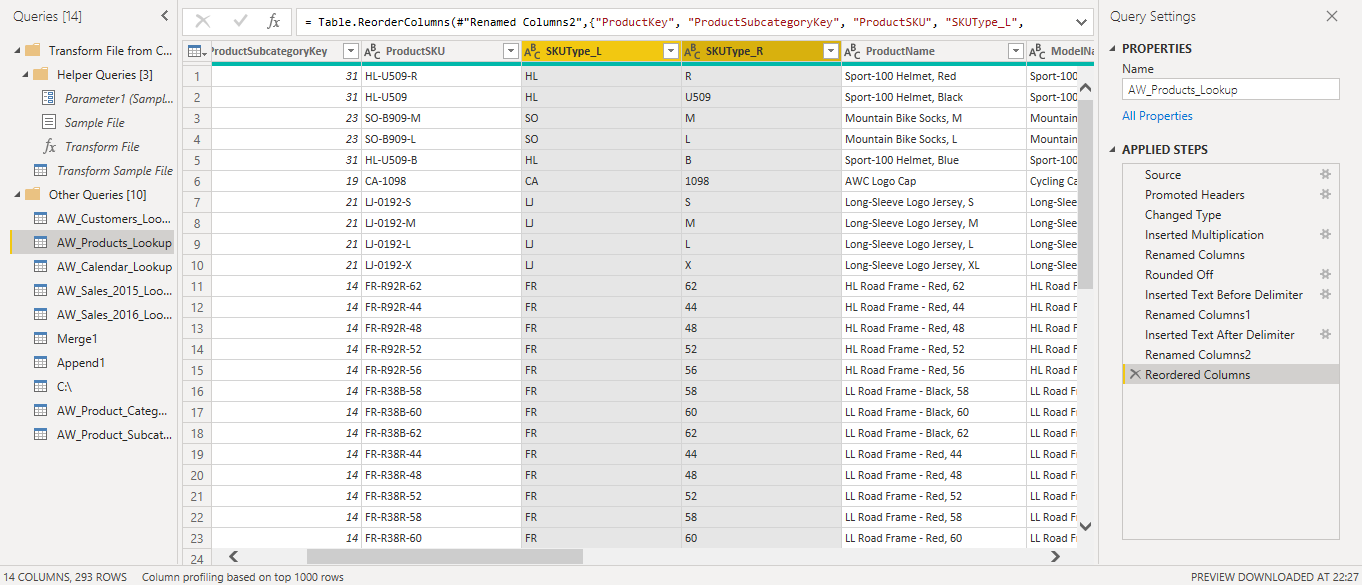 Queries [14]
Transform File from C...
Helper Queries [3]
Parameter1 (Sampl...
Sample File
fx Transform File
Transform Sample File
Other Queries [10]
AW_Customers_Loo...
AW_Products_Lookup
AW_Calendar_Lookup
AW_Sales_2015_Loo...
AW_Sales_2016_Loo...
Merge1
Append1
C:\
AW_Product_Categ...
AW_Product_Subcat...
fx = Table.ReorderColumns(#"Renamed Columns2",{"ProductKey", "ProductSubcategoryKey", "ProductSKU", "SKUType_L",
ProductSubcategoryKey ABC ProductSKU ABC SKUType_L ABC SKUType_R ABC ProductName ABC ModelNa
1 31 HL-U509-R HL R Sport-100 Helmet, Red Sport-100
2 31 HL-U509 HL U509 Sport-100 Helmet, Black Sport-100
3 23 SO-B909-M SO M Mountain Bike Socks, M Mountain
4 23 SO-B909-L SO L Mountain Bike Socks, L Mountain
5 31 HL-U509-B HL B Sport-100 Helmet, Blue Sport-100
6 19 CA-1098 CA 1098 AWC Logo Cap Cycling Ca
7 21 LJ-0192-S LJ S Long-Sleeve Logo Jersey, S Long-Slee
8 21 LJ-0192-M LJ M Long-Sleeve Logo Jersey, M Long-Slee
9 21 LJ-0192-L LJ L Long-Sleeve Logo Jersey, L Long-Slee
10 21 LJ-0192-X LJ X Long-Sleeve Logo Jersey, XL Long-Slee
11 14 FR-R92R-62 FR 62 HL Road Frame - Red, 62 HL Road F
12 14 FR-R92R-44 FR 44 HL Road Frame - Red, 44 HL Road F
13 14 FR-R92R-48 FR 48 HL Road Frame - Red, 48 HL Road F
14 14 FR-R92R-52 FR 52 HL Road Frame - Red, 52 HL Road F
15 14 FR-R92R-56 FR 56 HL Road Frame - Red, 56 HL Road F
16 14 FR-R38B-58 FR 58 LL Road Frame - Black, 58 LL Road Fr
17 14 FR-R38B-60 FR 60 LL Road Frame - Black, 60 LL Road Fr
18 14 FR-R38B-62 FR 62 LL Road Frame - Black, 62 LL Road Fr
19 14 FR-R38R-44 FR 44 LL Road Frame - Red, 44 LL Road Fr
20 14 FR-R38R-48 FR 48 LL Road Frame - Red, 48 LL Road Fr
21 14 FR-R38R-52 FR 52 LL Road Frame - Red, 52 LL Road Fr
22 14 FR-R38R-58 FR 58 LL Road Frame - Red, 58 LL Road Fr
23 14 FR-R38R-60 FR 60 LL Road Frame - Red, 60 LL Road Fr
24
Query Settings
PROPERTIES
Name
AW_Products_Lookup
All Properties
APPLIED STEPS
Source
Promoted Headers
Changed Type
Inserted Multiplication
Renamed Columns
Rounded Off
Inserted Text Before Delimiter
Renamed Columns1
Inserted Text After Delimiter
Renamed Columns2
Reordered Columns
14 COLUMNS, 293 ROWS Column profiling based on top 1000 rows PREVIEW DOWNLOADED AT 22:27